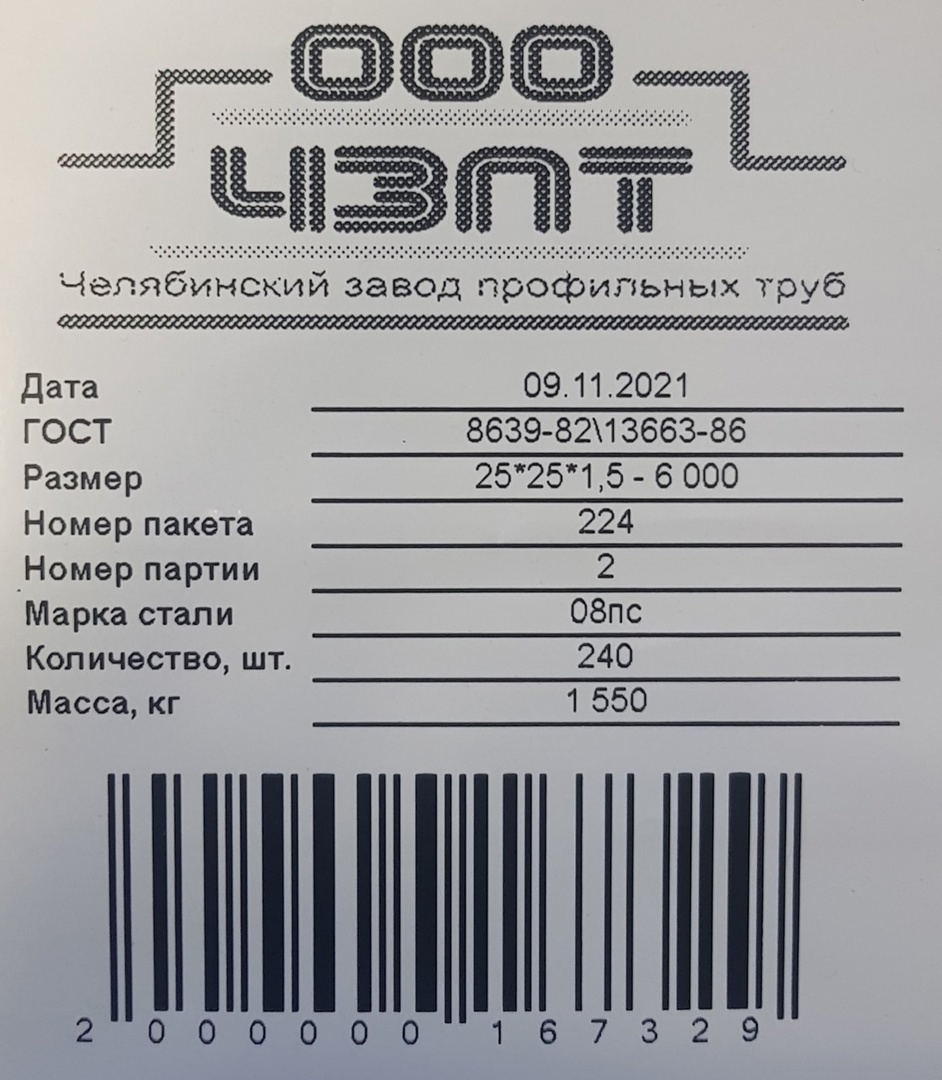 ООО
ЧЗПТ
Челябинский завод профильных труб
Дата 09.11.2021
ГОСТ 8639-82\13663-86
Размер 25*25*1,5 - 6 000
Номер пакета 224
Номер партии 2
Марка стали 08пс
Количество, шт. 240
Масса, кг 1 550
2 000000 167329